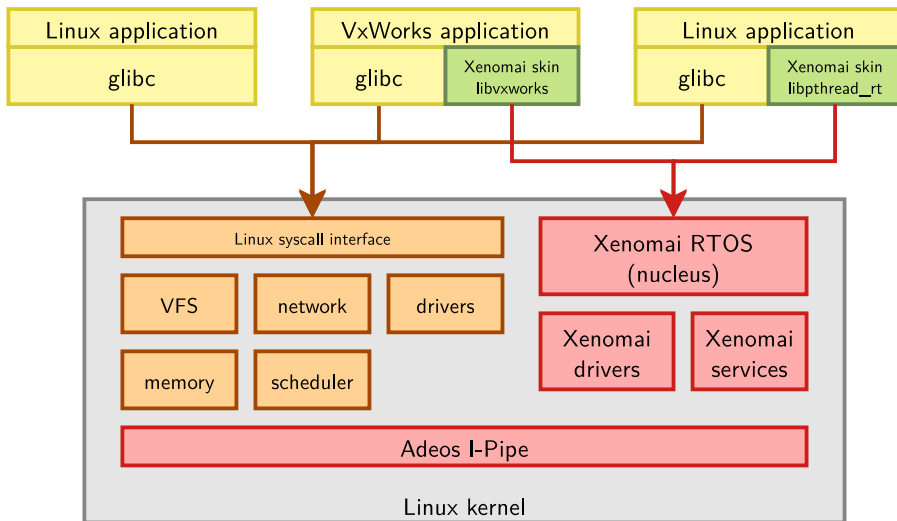 Linux application
VxWorks application
Linux application
glibc
glibc
Xenomai skin
libvxworks
glibc
Xenomai skin
libpthread_rt
Linux syscall interface
Xenomai RTOS
(nucleus)
VFS
network
drivers
Xenomai
drivers
Xenomai
services
memory
scheduler
Adeos I-Pipe
Linux kernel